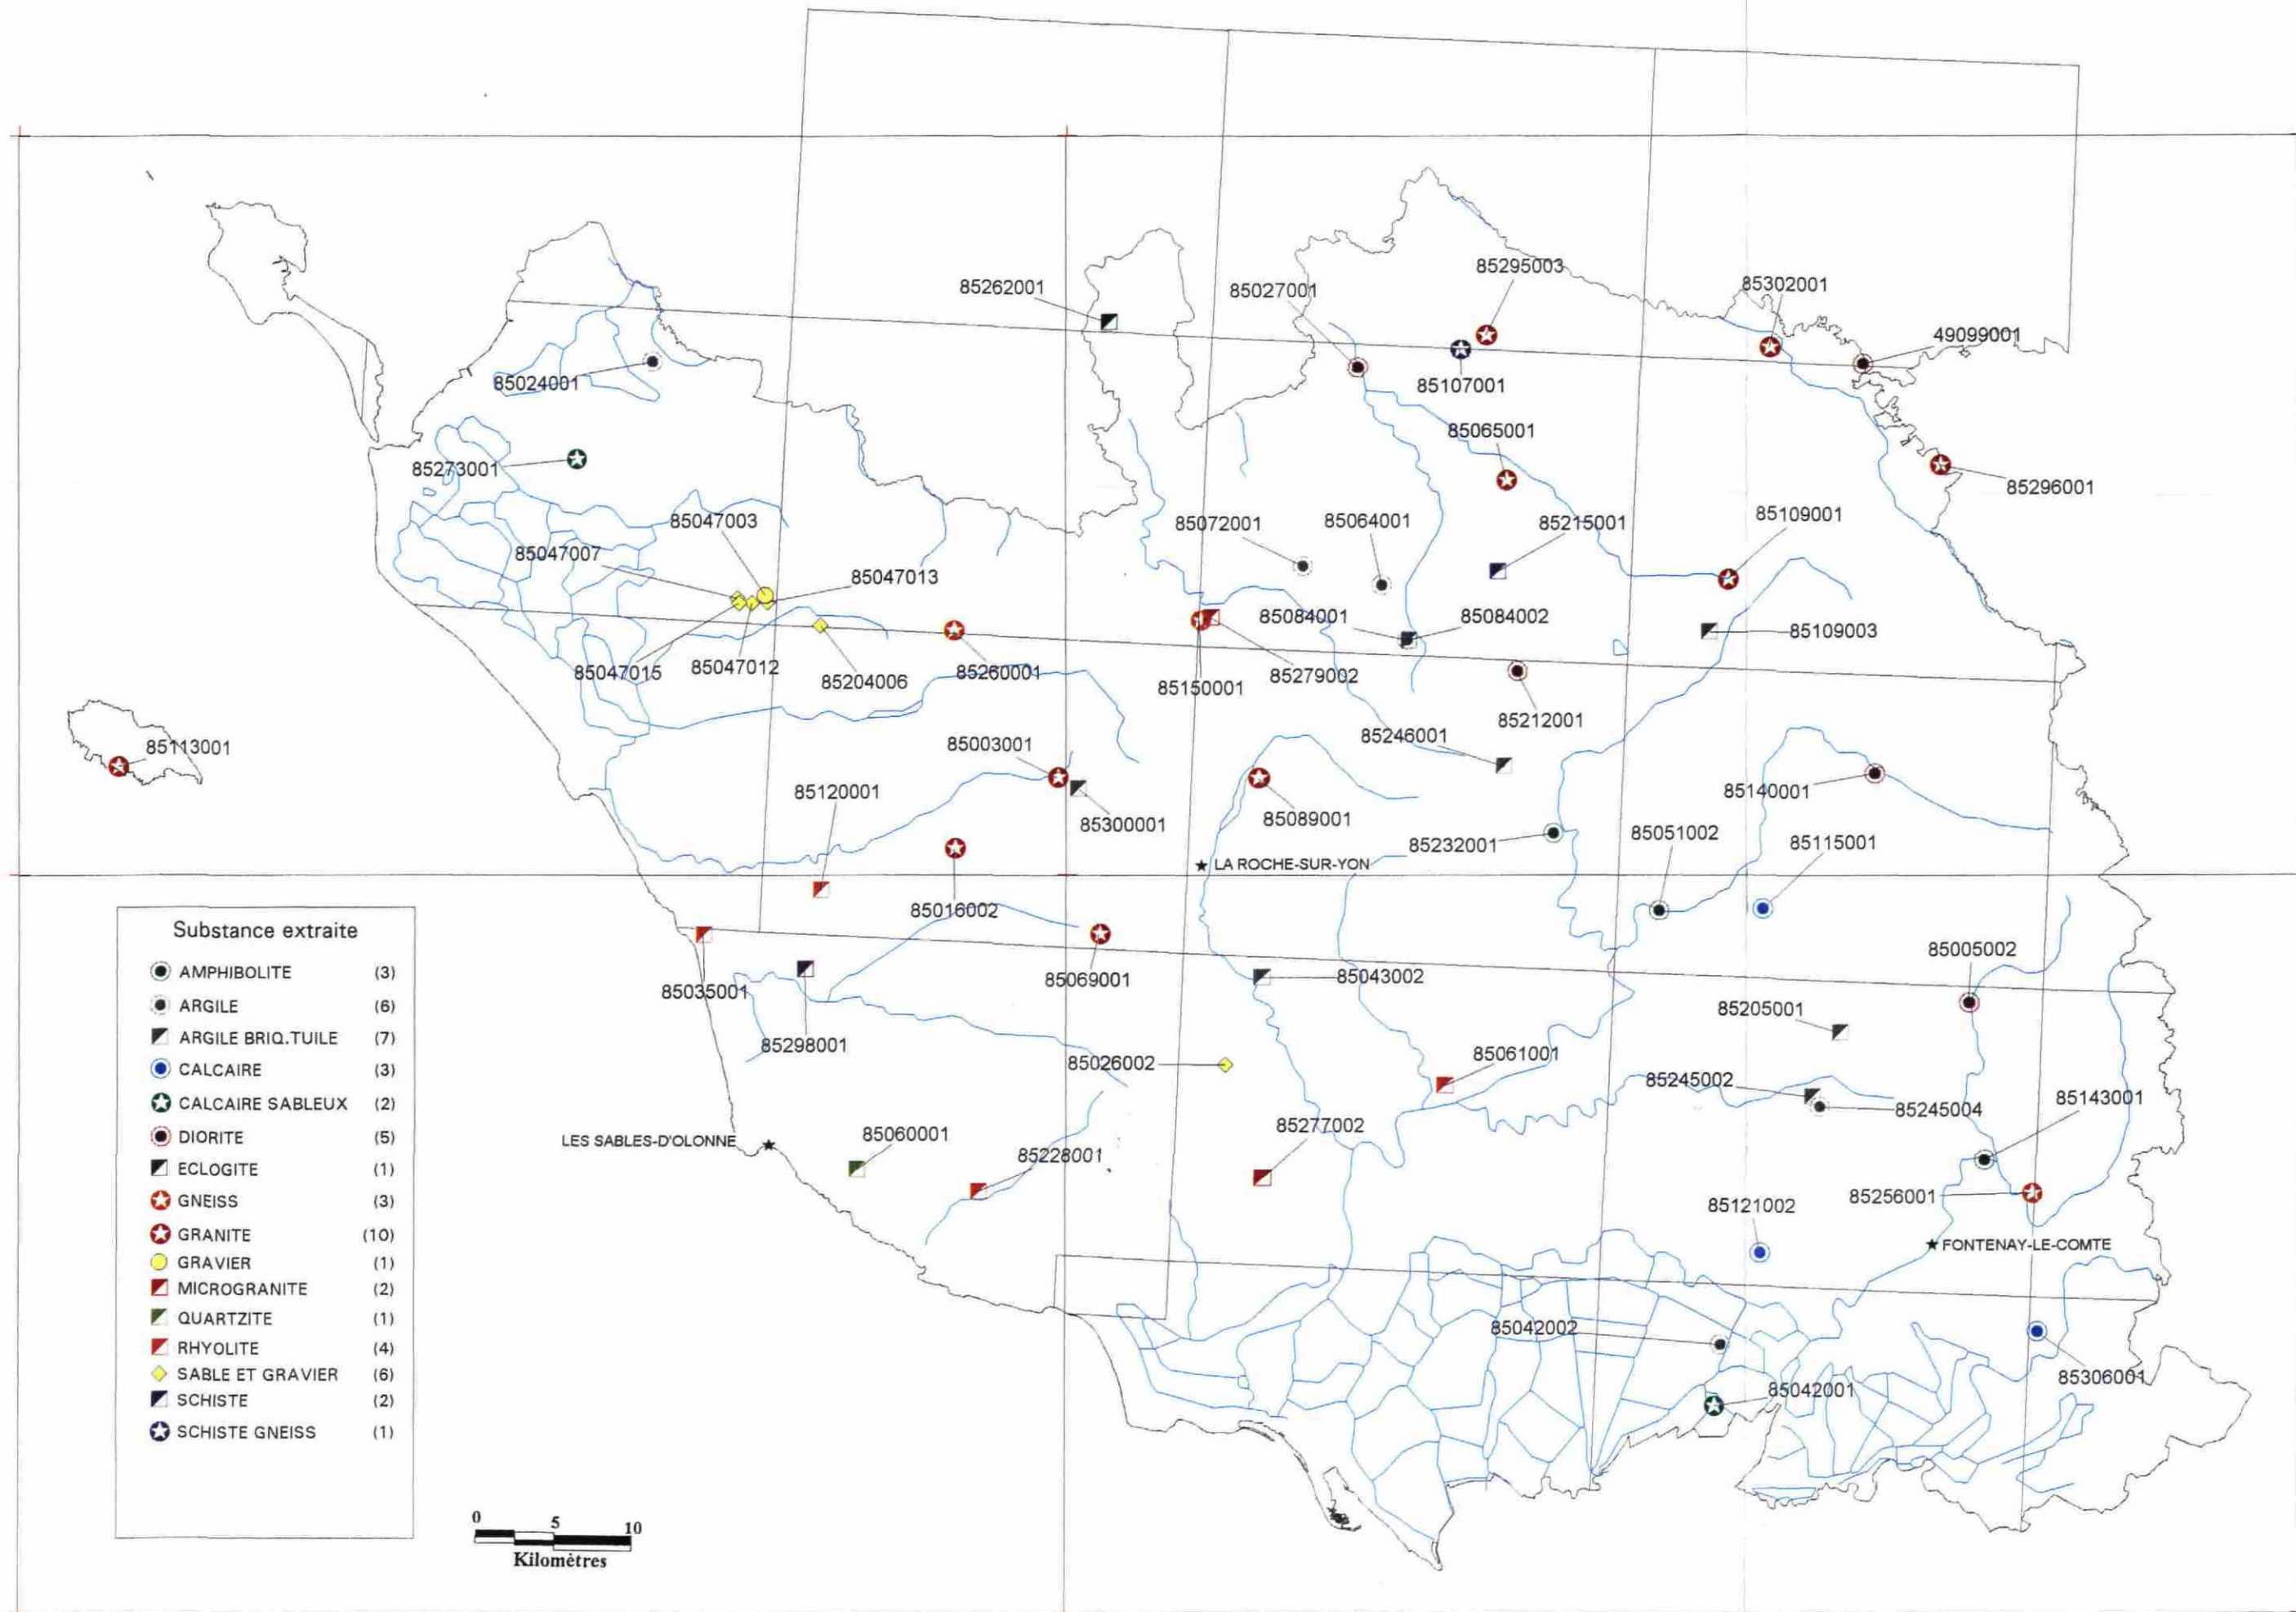 85295003
85302001
85262001
85027001
49099001
85024001
85107001
85065001
85273001
85296001
85047003
85072001
85064001
85215001
85109001
85047007
85047013
85084001
85084002
85109003
85047015
85047012
85204006
85260001
85150001
85279002
85212001
85113001
85003001
85246001
85120001
85300001
85089001
85140001
85232001
85051002
85115001
LA ROCHE-SUR-YON
85016002
85035001
85069001
85043002
85005002
85298001
85205001
85026002
85061001
85245002
85245004
85143001
LES SABLES-D'OLONNE
85060001
85228001
85277002
85256001
85121002
FONTENAY-LE-COMTE
85042002
85306001
85042001
Substance extraite
AMPHIBOLITE (3)
ARGILE (6)
ARGILE BRIQ.TUILE (7)
CALCAIRE (3)
CALCAIRE SABLEUX (2)
DIORITE (5)
ECLOGITE (1)
GNEISS (3)
GRANITE (10)
GRAVIER (1)
MICROGRANITE (2)
QUARTZITE (1)
RHYOLITE (4)
SABLE ET GRAVIER (6)
SCHISTE (2)
SCHISTE GNEISS (1)
0 5 10
Kilomètres